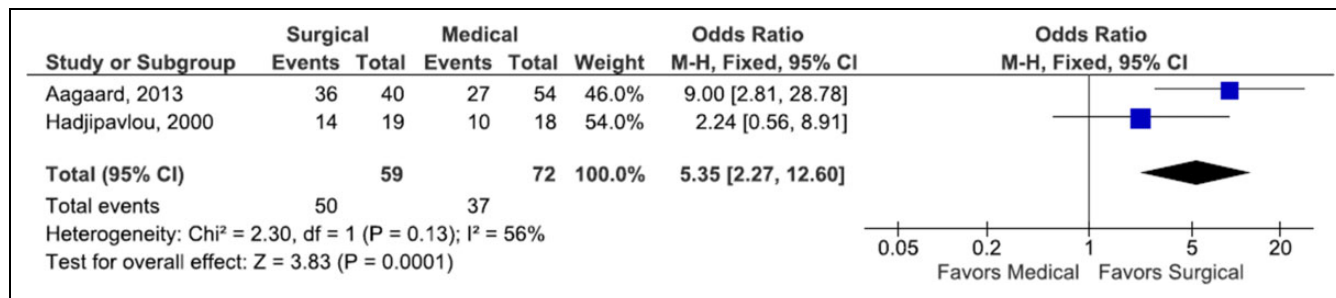 Surgical Medical Odds Ratio Odds Ratio
Study or Subgroup Events Total Events Total Weight M-H, Fixed, 95% CI M-H, Fixed, 95% CI
Aagaard, 2013 36 40 27 54 46.0% 9.00 [2.81, 28.78]
Hadjipavlou, 2000 14 19 10 18 54.0% 2.24 [0.56, 8.91]
Total (95% CI) 59 72 100.0% 5.35 [2.27, 12.60]
Total events 50 37
Heterogeneity: Chi² = 2.30, df = 1 (P = 0.13); I² = 56%
Test for overall effect: Z = 3.83 (P = 0.0001)
0.05 0.2 1 5 20
Favors Medical Favors Surgical